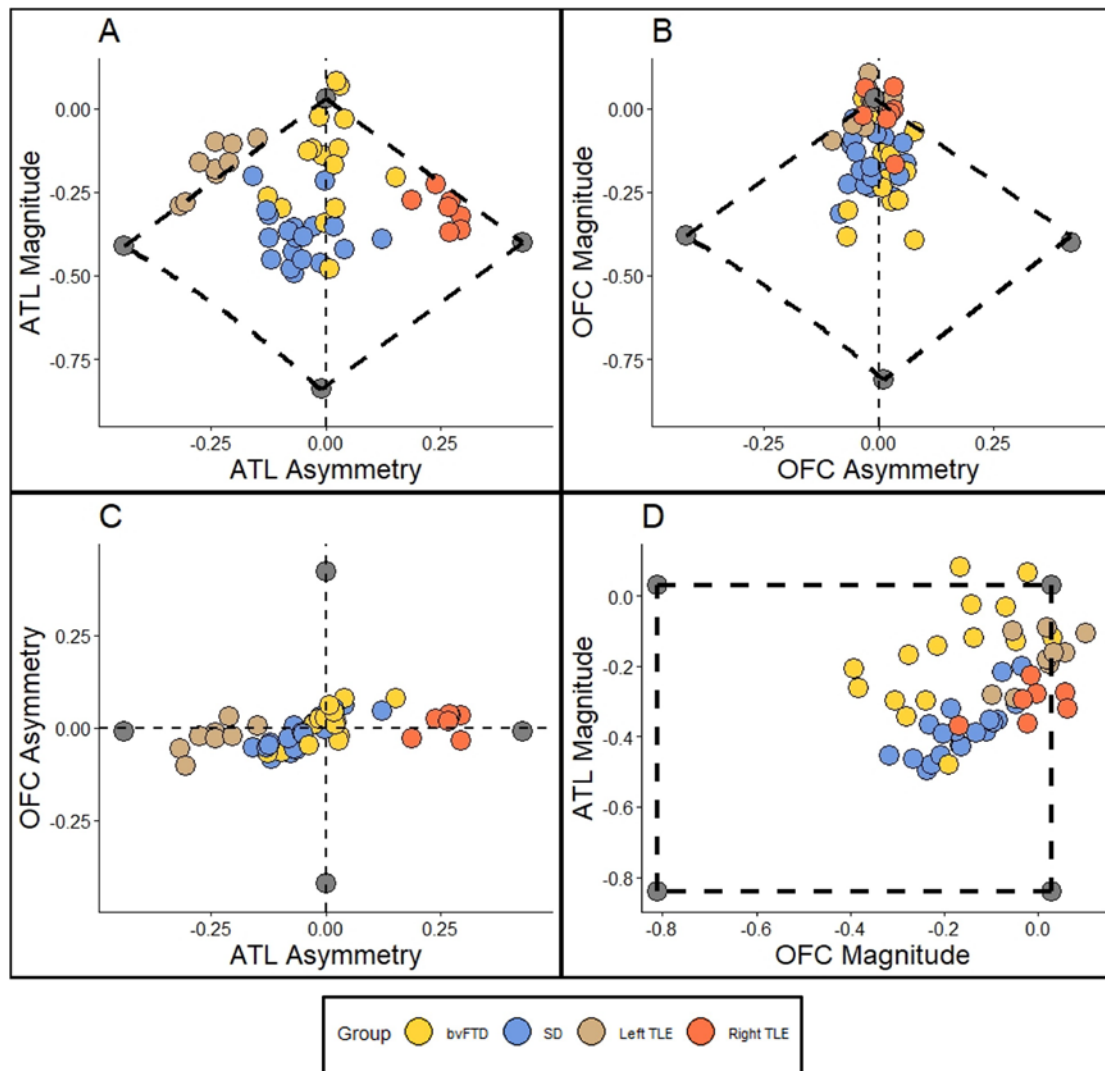 A
0.00
-0.25
-0.50
-0.75
ATL Magnitude
-0.25 0.00 0.25
ATL Asymmetry
B
0.00
-0.25
-0.50
-0.75
OFC Magnitude
-0.25 0.00 0.25
OFC Asymmetry
C
0.25
0.00
-0.25
OFC Asymmetry
-0.25 0.00 0.25
ATL Asymmetry
D
0.0
-0.2
-0.4
-0.6
-0.8
ATL Magnitude
-0.8 -0.6 -0.4 -0.2 0.0
OFC Magnitude
Group bvFTD SD Left TLE Right TLE